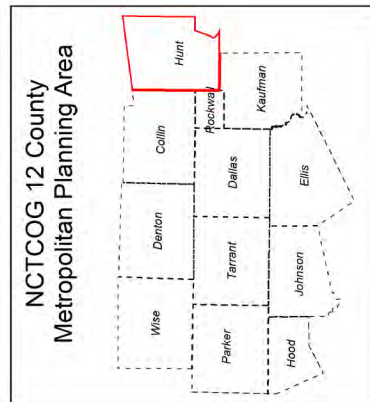 NCTCOG 12 County
Metropolitan Planning Area
Wise
Denton
Collin
Hunt
Parker
Tarrant
Dallas
Rockwall
Kaufman
Hood
Johnson
Ellis